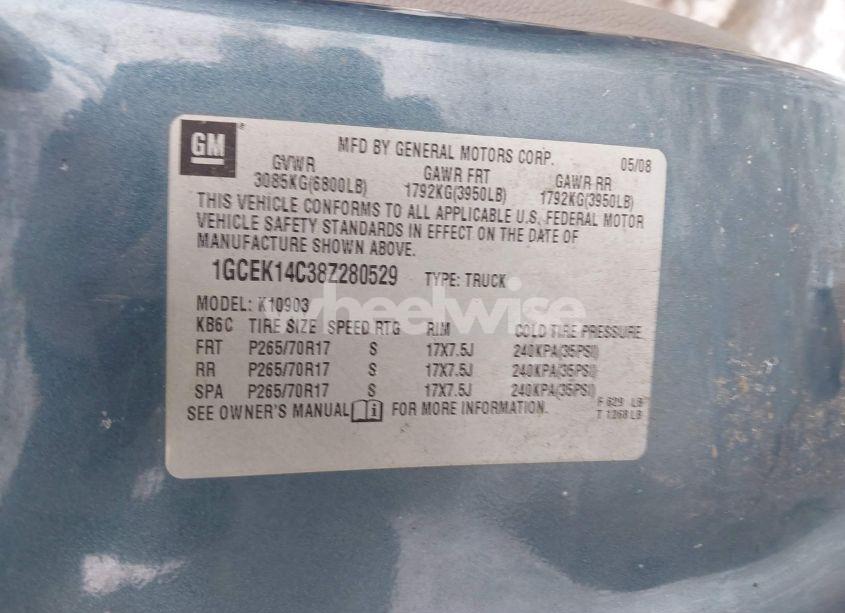 GM
MFD BY GENERAL MOTORS CORP. 05/08
GVWR GAWR FRT GAWR RR
3085KG(6800LB) 1792KG(3950LB) 1792KG(3950LB)
THIS VEHICLE CONFORMS TO ALL APPLICABLE U.S. FEDERAL MOTOR
VEHICLE SAFETY STANDARDS IN EFFECT ON THE DATE OF
MANUFACTURE SHOWN ABOVE.
1GCEK14C38Z280529 TYPE: TRUCK
MODEL: K10903
wheelwise
KB6C TIRE SIZE SPEED RTG RIM COLD TIRE PRESSURE
FRT P265/70R17 S 17X7.5J 240KPA(35PSI)
RR P265/70R17 S 17X7.5J 240KPA(35PSI)
SPA P265/70R17 S 17X7.5J 240KPA(35PSI)
SEE OWNER'S MANUAL FOR MORE INFORMATION.
F 629 LB
T 1268 LB